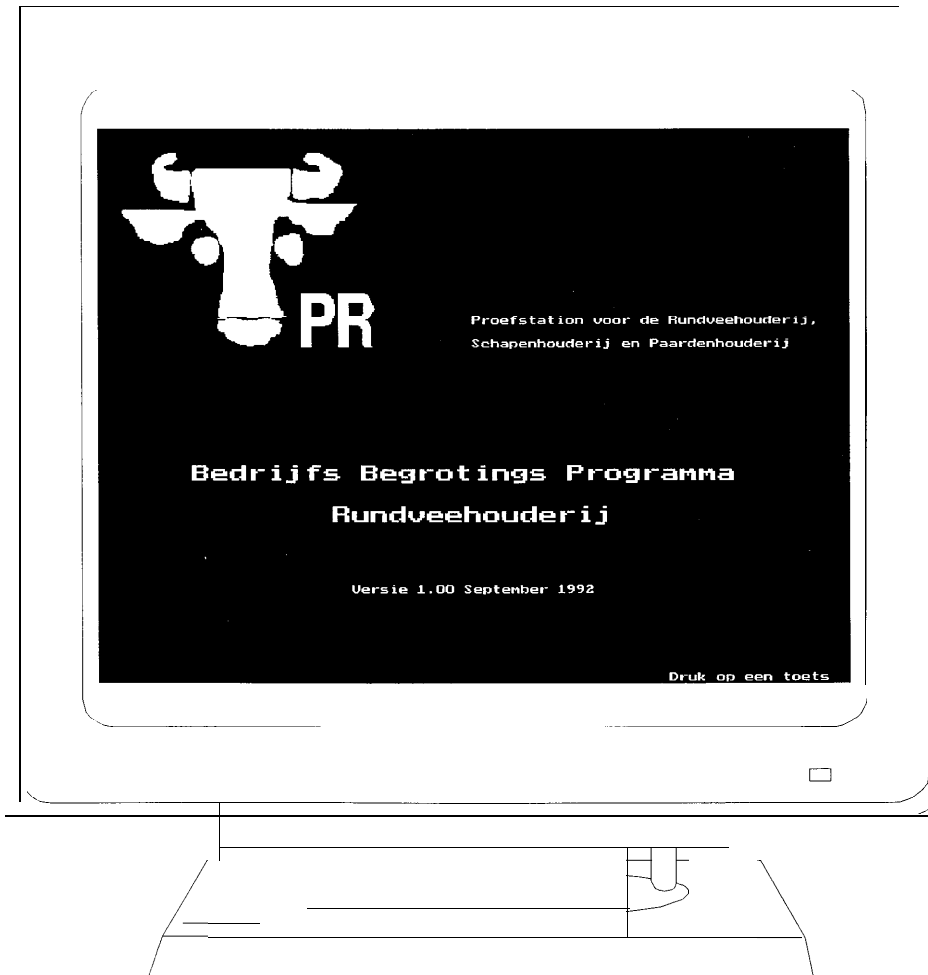 PR
Proefstation voor de Rundveehouderij,
Schapenhouderij en Paardenhouderij
Bedrijfs Begrotings Programma
Rundveehouderij
Versie 1.00 September 1992
Druk op een toets